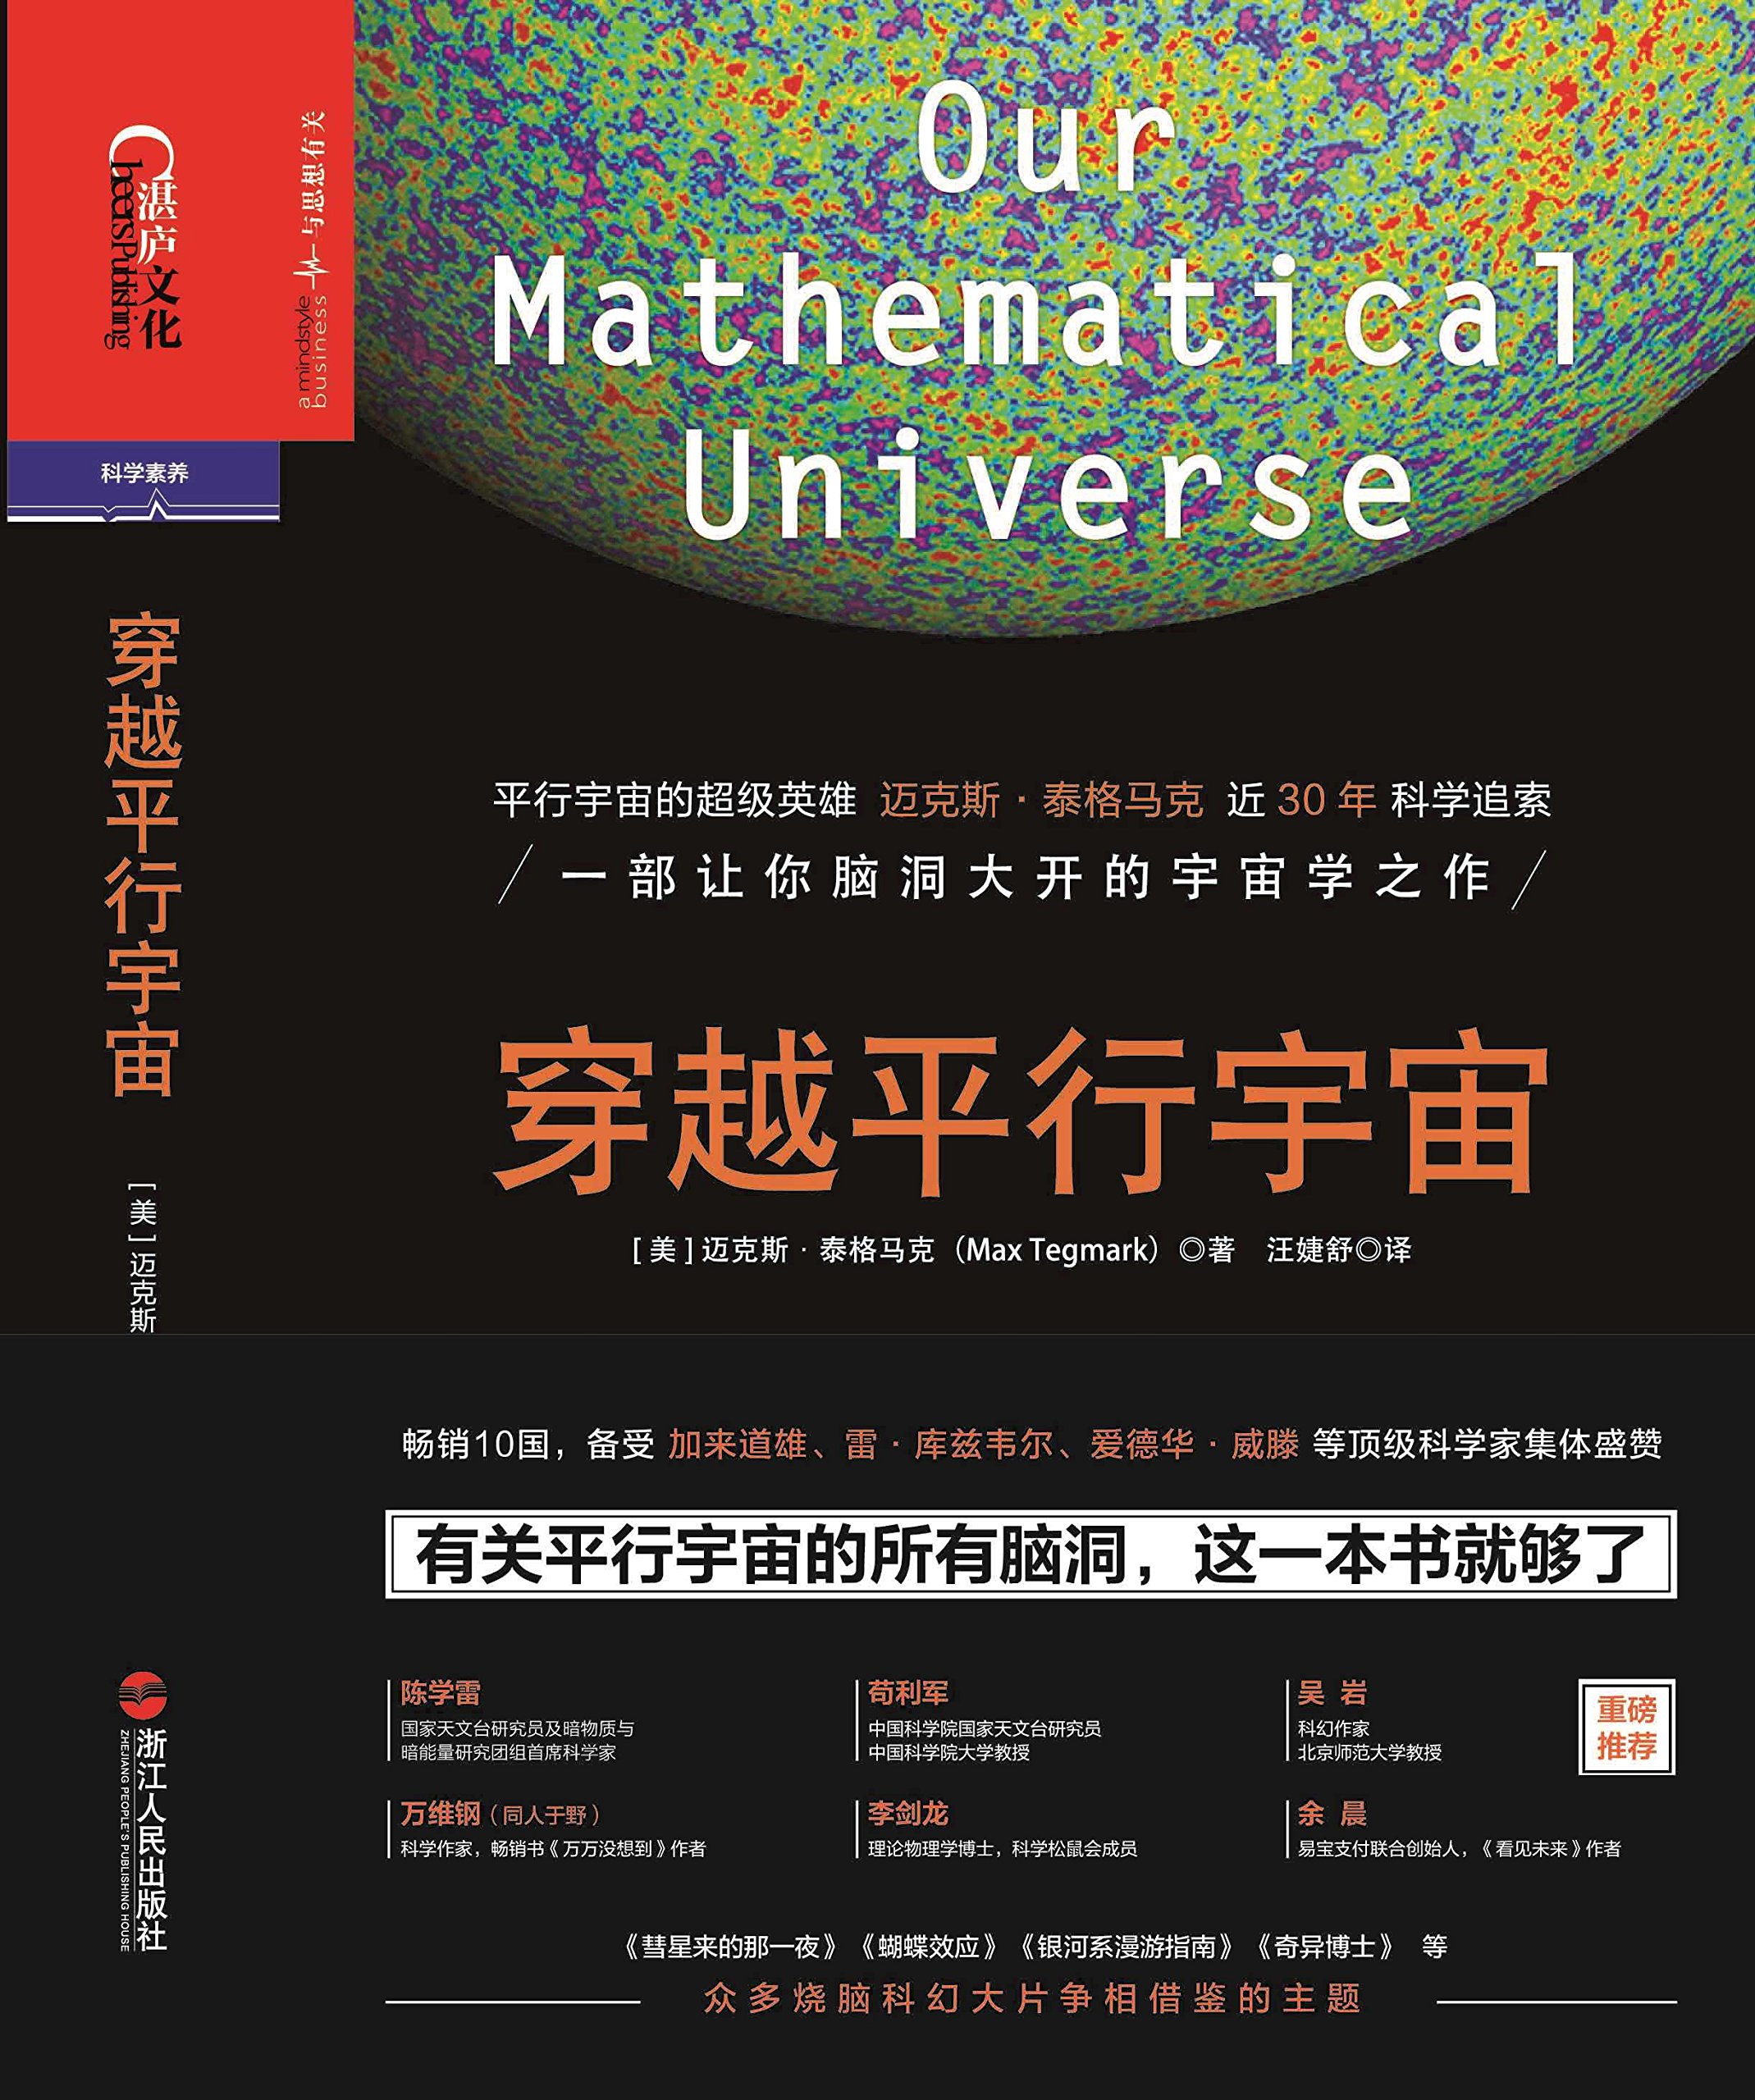 Cheers Publishing
湛庐文化
a mindstyle business
与思想有关
科学素养
穿越平行宇宙
[美]迈克斯
浙江人民出版社
ZHEJIANG PEOPLE'S PUBLISHING HOUSE
Our
Mathematical
Universe
平行宇宙的超级英雄 迈克斯·泰格马克 近30年科学追索
一部让你脑洞大开的宇宙学之作
穿越平行宇宙
[美]迈克斯·泰格马克（Max Tegmark）◎著 汪婕舒◎译
畅销10国，备受 加来道雄、雷·库兹韦尔、爱德华·威滕 等顶级科学家集体盛赞
有关平行宇宙的所有脑洞，这一本书就够了
陈学雷
国家天文台研究员及暗物质与
暗能量研究团组首席科学家
苟利军
中国科学院国家天文台研究员
中国科学院大学教授
吴 岩
科幻作家
北京师范大学教授
重磅
推荐
万维钢（同人于野）
科学作家，畅销书《万万没想到》作者
李剑龙
理论物理学博士，科学松鼠会成员
余 晨
易宝支付联合创始人，《看见未来》作者
《彗星来的那一夜》《蝴蝶效应》《银河系漫游指南》《奇异博士》 等
众多烧脑科幻大片争相借鉴的主题